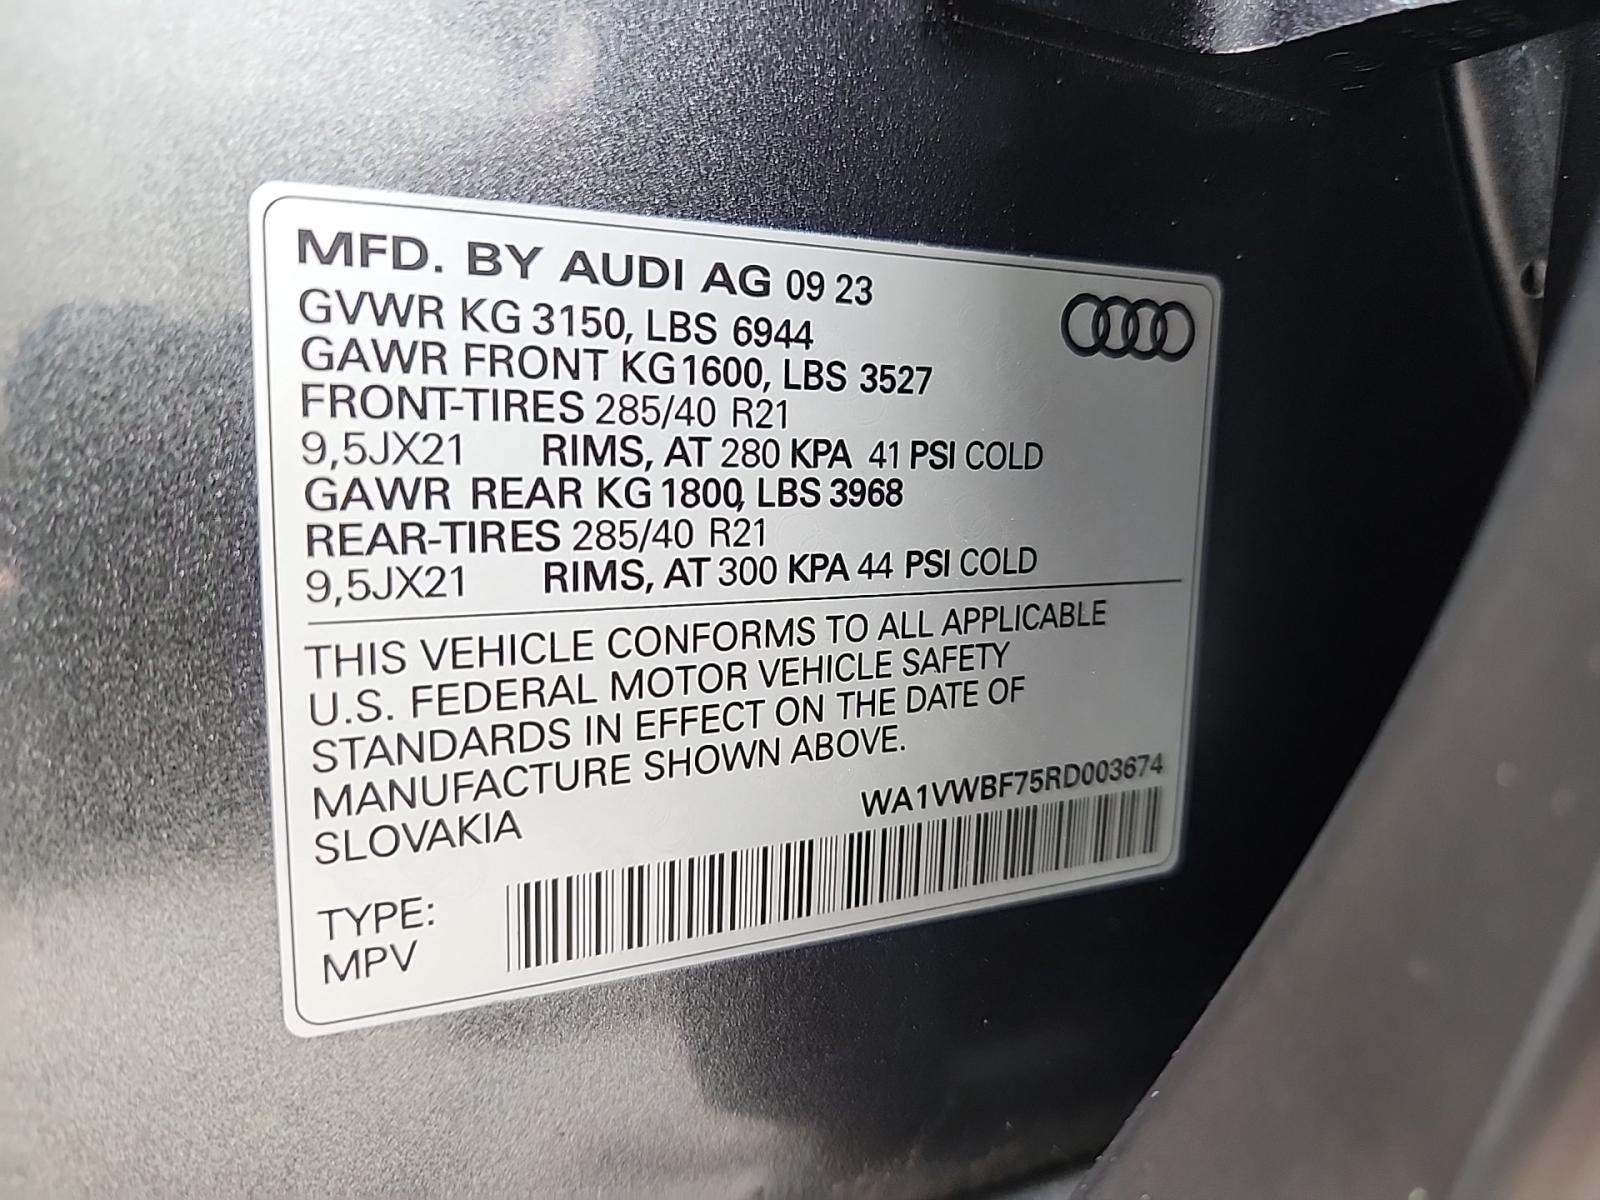 MFD. BY AUDI AG 09 23
GVWR KG 3150, LBS 6944
GAWR FRONT KG 1600, LBS 3527
FRONT-TIRES 285/40 R21
9,5JX21 RIMS, AT 280 KPA 41 PSI COLD
GAWR REAR KG 1800, LBS 3968
REAR-TIRES 285/40 R21
9,5JX21 RIMS, AT 300 KPA 44 PSI COLD
THIS VEHICLE CONFORMS TO ALL APPLICABLE
U.S. FEDERAL MOTOR VEHICLE SAFETY
STANDARDS IN EFFECT ON THE DATE OF
MANUFACTURE SHOWN ABOVE.
SLOVAKIA
WA1VWBF75RD003674
TYPE:
MPV